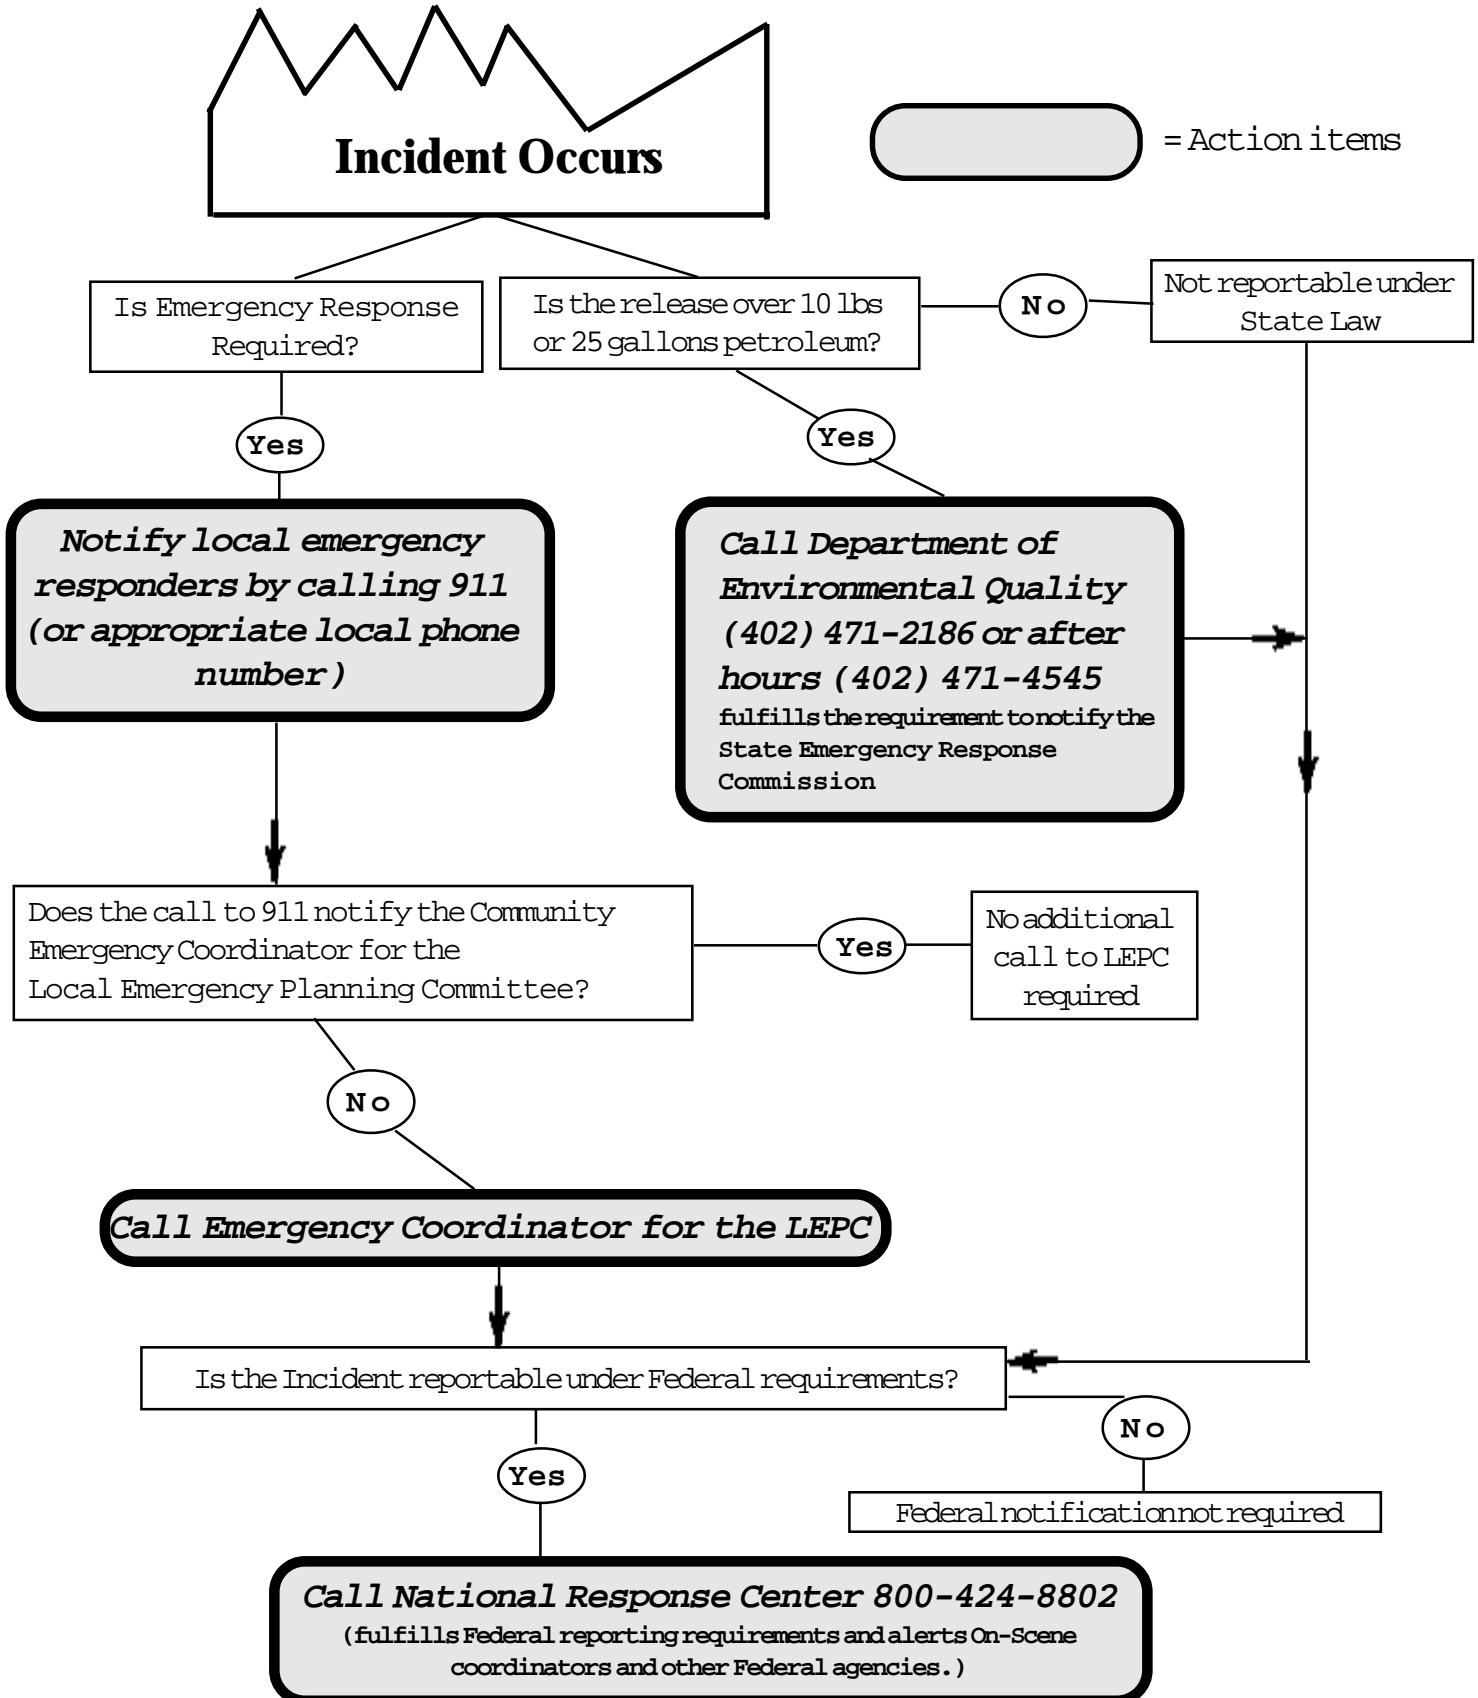 Incident Occurs
= Action items
Is Emergency Response
Required?
Is the release over 10 lbs
or 25 gallons petroleum?
No
Not reportable under
State Law
Yes
Yes
Notify local emergency
responders by calling 911
(or appropriate local phone
number)
Call Department of
Environmental Quality
(402) 471-2186 or after
hours (402) 471-4545
fulfills the requirement to notify the
State Emergency Response
Commission
Does the call to 911 notify the Community
Emergency Coordinator for the
Local Emergency Planning Committee?
Yes
No additional
call to LEPC
required
No
Call Emergency Coordinator for the LEPC
Is the Incident reportable under Federal requirements?
No
Yes
Federal notification not required
Call National Response Center 800-424-8802
(fulfills Federal reporting requirements and alerts On-Scene
coordinators and other Federal agencies.)